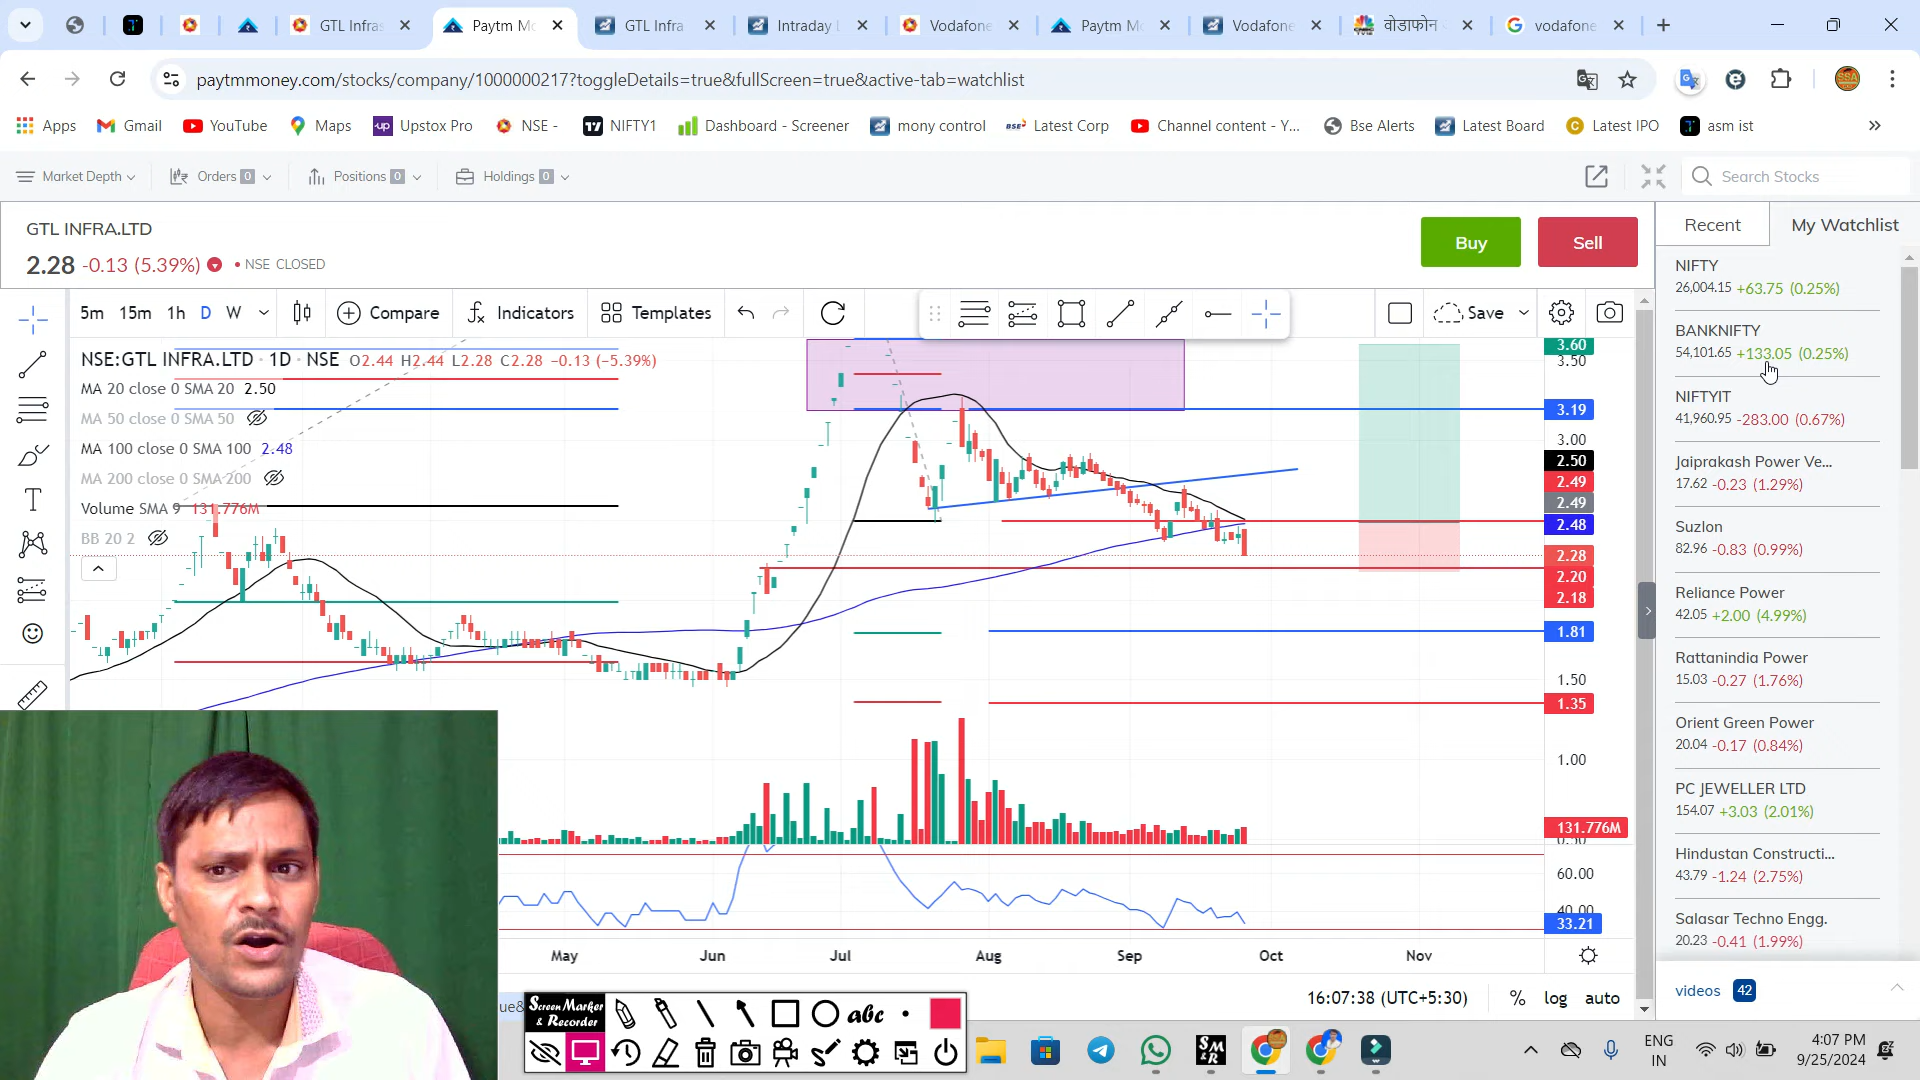 GTL Infras
Paytm Mo
GTL Infra
Intraday
Vodafone
Paytm Mo
Vodafone
वोडाफोन
vodafone
paytmmoney.com/stocks/company/1000000217?toggleDetails=true&fullScreen=true&active-tab=watchlist
Apps
Gmail
YouTube
Maps
Upstox Pro
NSE -
NIFTY1
Dashboard - Screener
mony control
Latest Corp
Channel content - Y...
Bse Alerts
Latest Board
Latest IPO
asm ist
Market Depth
Orders 0
Positions 0
Holdings 0
Search Stocks
GTL INFRA.LTD
2.28 -0.13 (5.39%) • NSE CLOSED
Buy
Sell
5m 15m 1h D W
Compare
Indicators
Templates
Save
NSE:GTL INFRA.LTD · 1D · NSE O2.44 H2.44 L2.28 C2.28 -0.13 (-5.39%)
MA 20 close 0 SMA 20 2.50
MA 50 close 0 SMA 50
MA 100 close 0 SMA 100 2.48
MA 200 close 0 SMA 200
Volume SMA 9 131.776M
BB 20 2
3.60
3.50
3.19
3.00
2.50
2.49
2.49
2.48
2.28
2.20
2.18
1.81
1.50
1.35
1.00
131.776M
0.50
60.00
40.00
33.21
May Jun Jul Aug Sep Oct Nov
16:07:38 (UTC+5:30) % log auto
Recent
My Watchlist
NIFTY
26,004.15 +63.75 (0.25%)
BANKNIFTY
54,101.65 +133.05 (0.25%)
NIFTYIT
41,960.95 -283.00 (0.67%)
Jaiprakash Power Ve...
17.62 -0.23 (1.29%)
Suzlon
82.96 -0.83 (0.99%)
Reliance Power
42.05 +2.00 (4.99%)
Rattanindia Power
15.03 -0.27 (1.76%)
Orient Green Power
20.04 -0.17 (0.84%)
PC JEWELLER LTD
154.07 +3.03 (2.01%)
Hindustan Constructi...
43.79 -1.24 (2.75%)
Salasar Techno Engg.
20.23 -0.41 (1.99%)
videos 42
Screen Marker
& Recorder
abc
SM
&R
ENG
IN
4:07 PM
9/25/2024